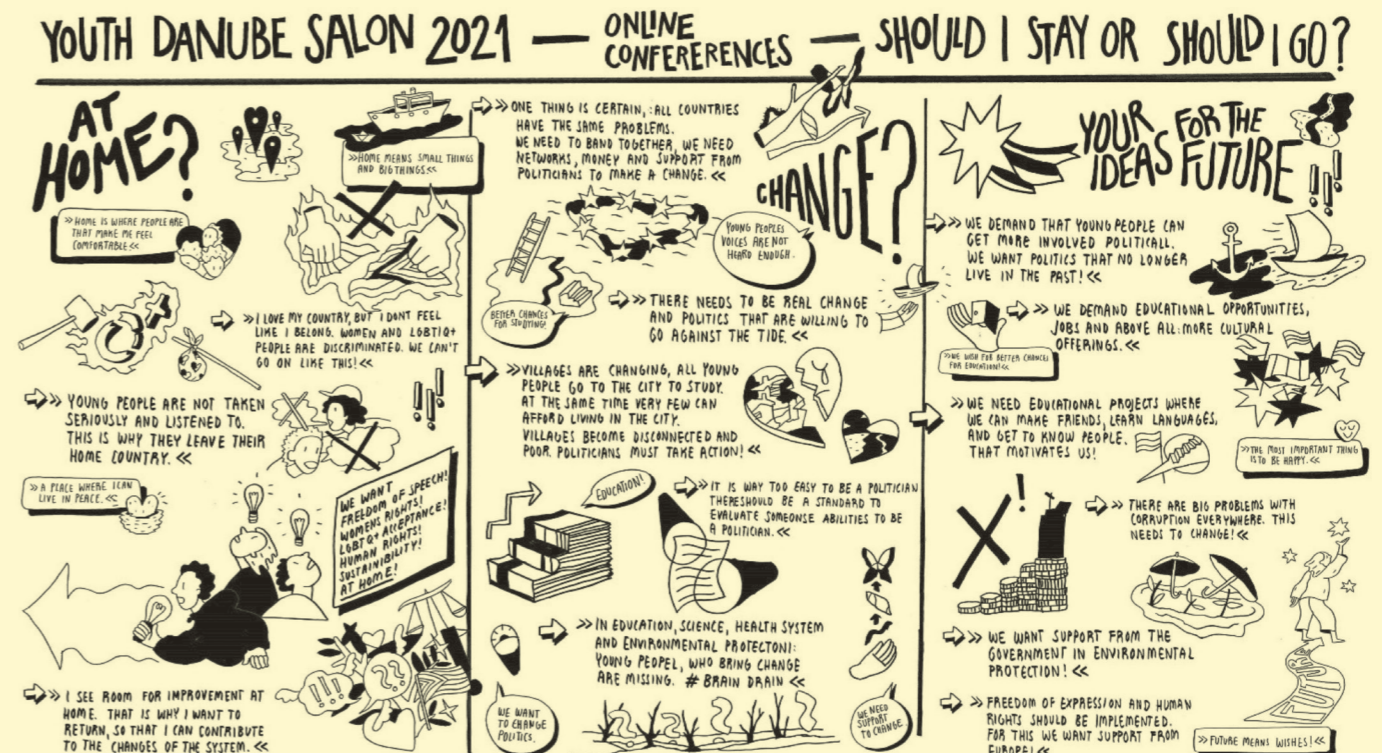 YOUTH DANUBE SALON 2021 — ONLINE CONFERERENCES — SHOULD I STAY OR SHOULD I GO?
AT
HOME?
»HOME MEANS SMALL THINGS
AND BIG THINGS.«
»HOME IS WHERE PEOPLE ARE
THAT MAKE ME FEEL
COMFORTABLE.«
»I LOVE MY COUNTRY, BUT I DONT FEEL
LIKE I BELONG. WOMEN AND LGBTIQ+
PEOPLE ARE DISCRIMINATED. WE CAN'T
GO ON LIKE THIS!«
»YOUNG PEOPLE ARE NOT TAKEN
SERIOUSLY AND LISTENED TO.
THIS IS WHY THEY LEAVE THEIR
HOME COUNTRY. «
»A PLACE WHERE I CAN
LIVE IN PEACE. «
WE WANT
FREEDOM OF SPEECH!
WOMENS RIGHTS!
LGBTQ+ ACCEPTANCE!
HUMAN RIGHTS!
SUSTAINIBILITY!
AT HOME!
»I SEE ROOM FOR IMPROVEMENT AT
HOME. THAT IS WHY I WANT TO
RETURN, SO THAT I CAN CONTRIBUTE
TO THE CHANGES OF THE SYSTEM. «
»ONE THING IS CERTAIN,:ALL COUNTRIES
HAVE THE SAME PROBLEMS.
WE NEED TO BAND TOGETHER, WE NEED
NETWORKS, MONEY AND SUPPORT FROM
POLITICIANS TO MAKE A CHANGE. «
CHANGE?
YOUNG PEOPLES
VOICES ARE NOT
HEARD ENOUGH.
BETTER CHANCES
FOR STUDYING!
»THERE NEEDS TO BE REAL CHANGE
AND POLITICS THAT ARE WILLING TO
GO AGAINST THE TIDE. «
»VILLAGES ARE CHANGING, ALL YOUNG
PEOPLE GO TO THE CITY TO STUDY.
AT THE SAME TIME VERY FEW CAN
AFFORD LIVING IN THE CITY.
VILLAGES BECOME DISCONNECTED AND
POOR. POLITICIANS MUST TAKE ACTION! «
EDUCATION!
»IT IS WAY TOO EASY TO BE A POLITICIAN
THERESHOULD BE A STANDARD TO
EVALUATE SOMEONSE ABILITIES TO BE
A POLITICIAN. «
»IN EDUCATION, SCIENCE, HEALTH SYSTEM
AND ENVIRONMENTAL PROTECTONI:
YOUNG PEOPEL, WHO BRING CHANGE
ARE MISSING. # BRAIN DRAIN «
WE WANT
TO CHANGE
POLITICS.
WE NEED
SUPPORT
TO CHANGE.
YOUR
IDEAS FOR THE
FUTURE
!!!
»WE DEMAND THAT YOUNG PEOPLE CAN
GET MORE INVOLVED POLITICALL.
WE WANT POLITICS THAT NO LONGER
LIVE IN THE PAST! «
»WE DEMAND EDUCATIONAL OPPORTUNITIES,
JOBS AND ABOVE ALL:MORE CULTURAL
OFFERINGS. «
»WE WISH FOR BETTER CHANCES
FOR EDUCATION!«
»WE NEED EDUCATIONAL PROJECTS WHERE
WE CAN MAKE FRIENDS, LEARN LANGUAGES,
AND GET TO KNOW PEOPLE.
THAT MOTIVATES US!
»THE MOST IMPORTANT THING
IS TO BE HAPPY. «
»THERE ARE BIG PROBLEMS WITH
CORRUPTION EVERYWHERE. THIS
NEEDS TO CHANGE! «
»WE WANT SUPPORT FROM THE
GOVERNMENT IN ENVIRONMENTAL
PROTECTION! «
FUTURE
»FREEDOM OF EXPRESSION AND HUMAN
RIGHTS SHOULD BE IMPLEMENTED.
FOR THIS WE WANT SUPPORT FROM
EUROPE! «
»FUTURE MEANS WISHES! «